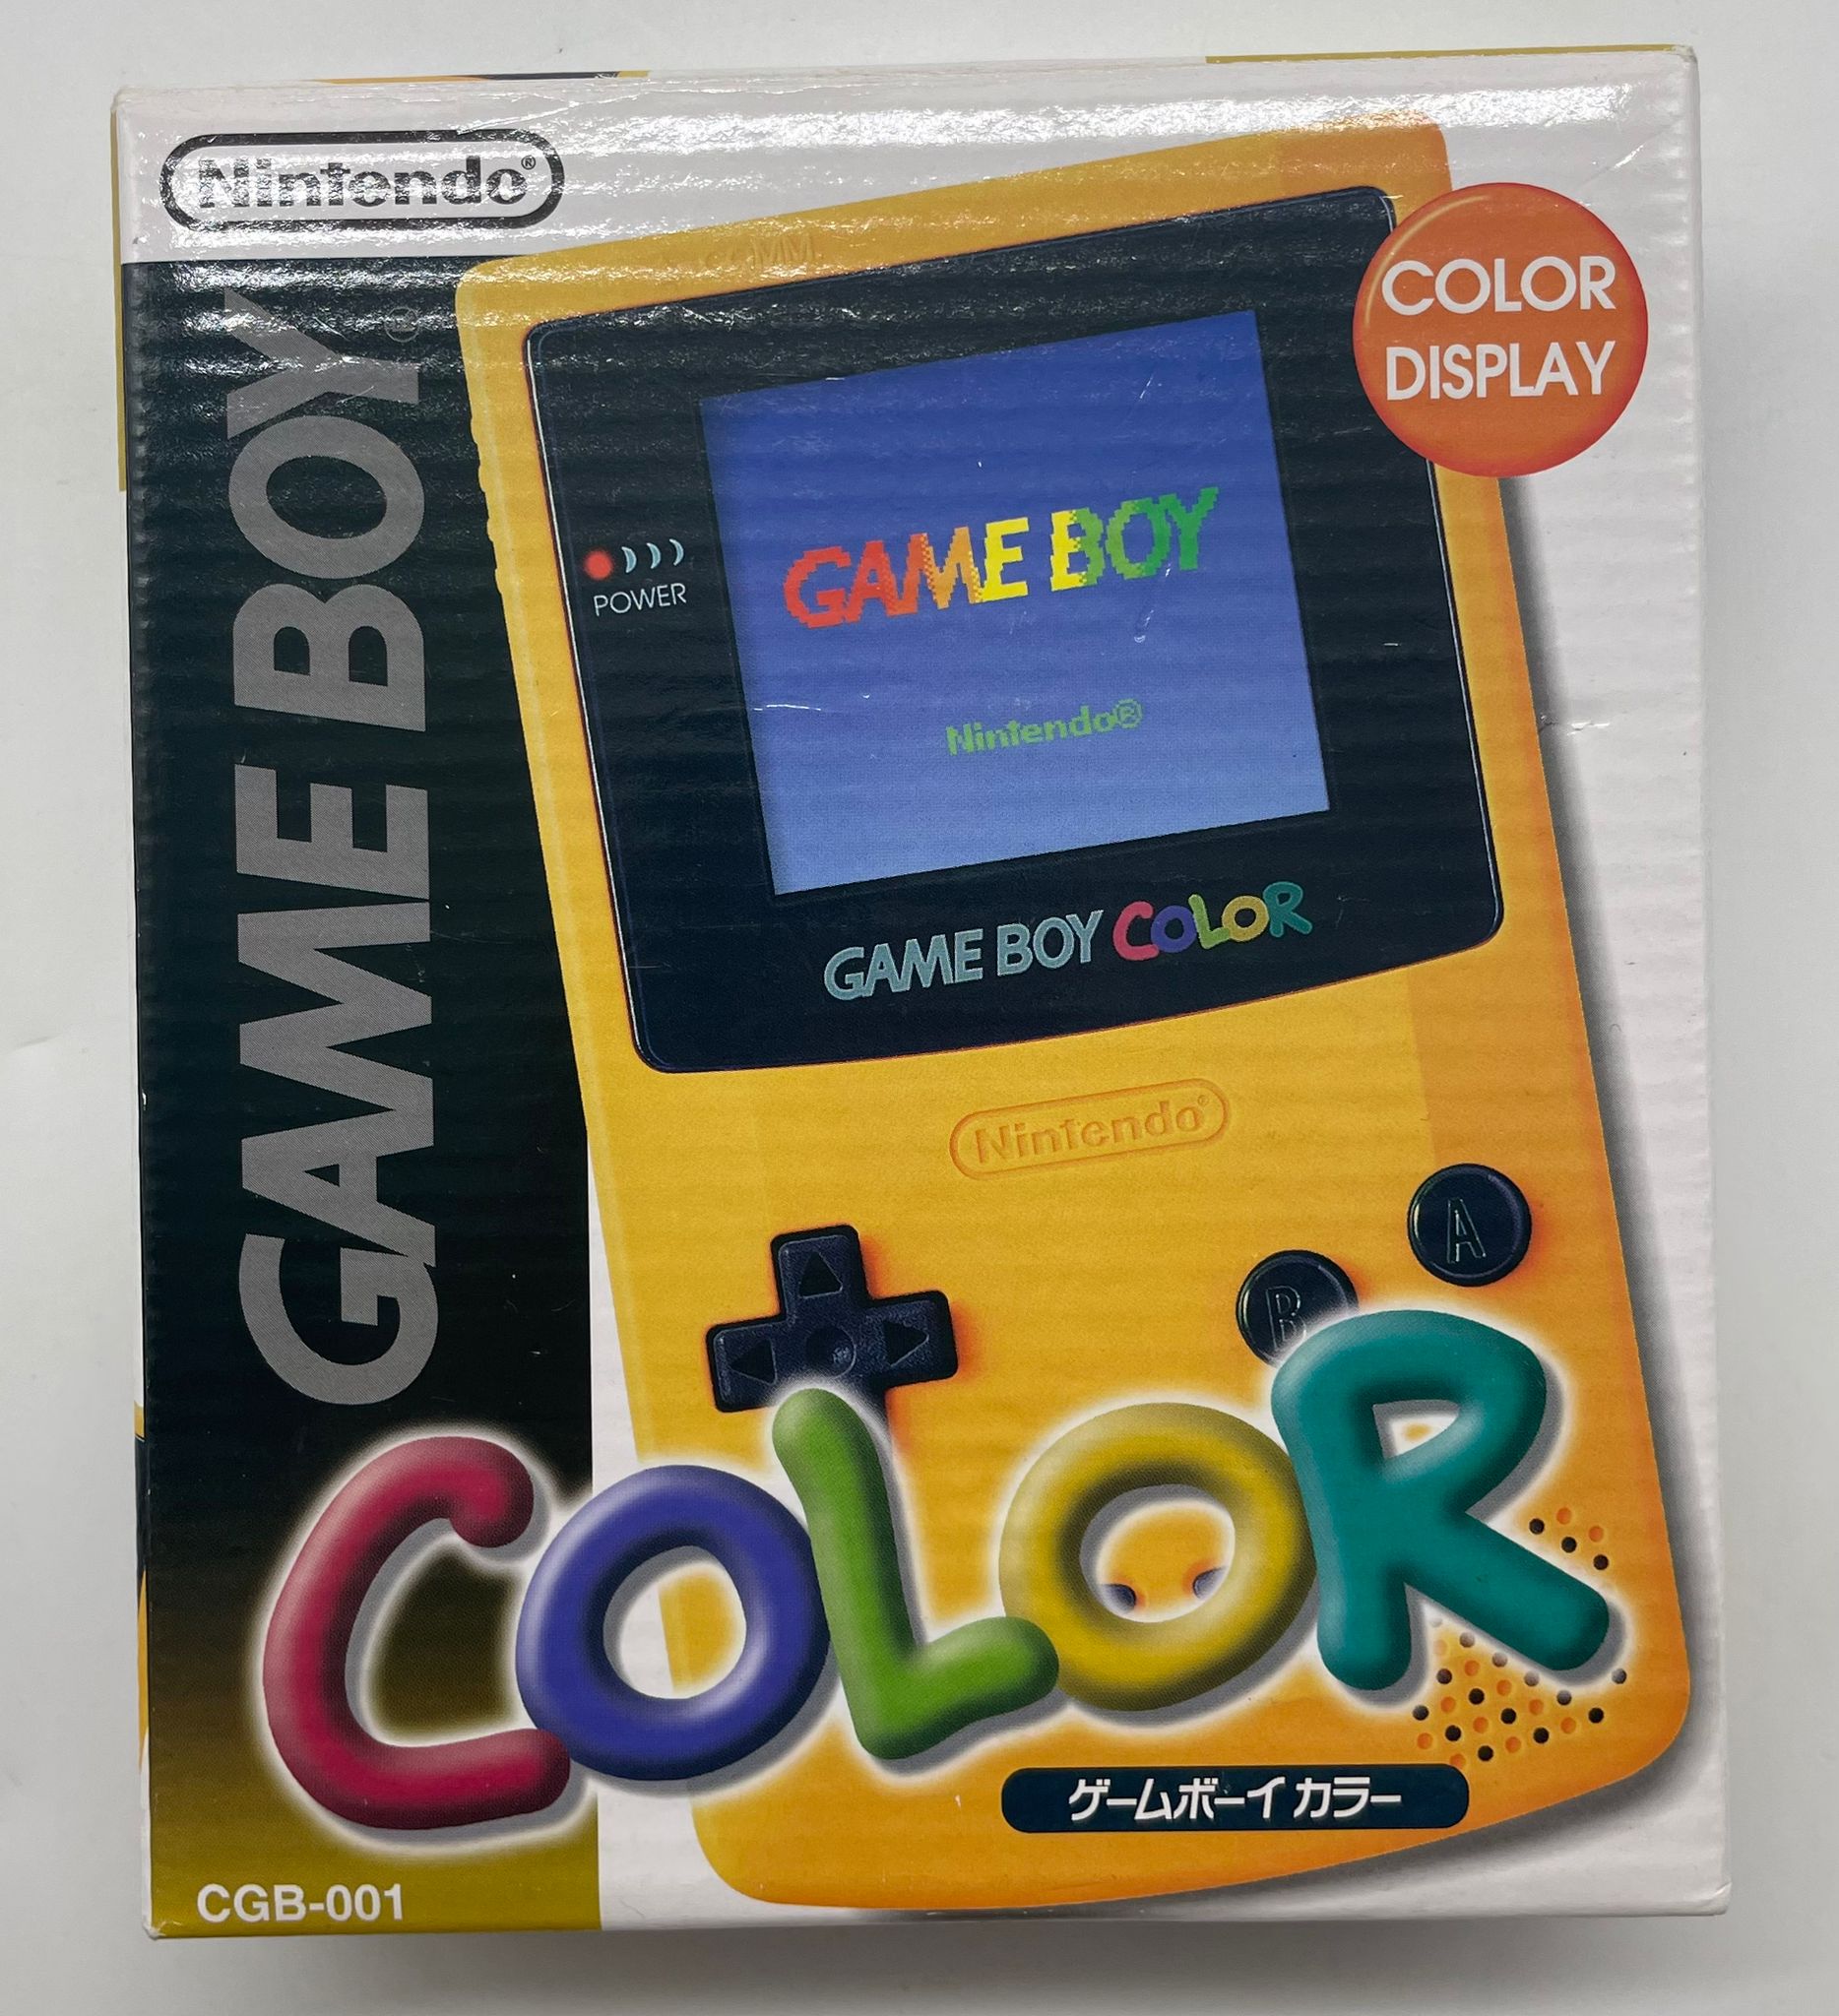 Nintendo®
GAME BOY®
COLOR
DISPLAY
COMM.
POWER
GAME BOY
Nintendo®
GAME BOY COLOR
Nintendo®
A
B
COLOR
ゲームボーイ カラー
CGB-001